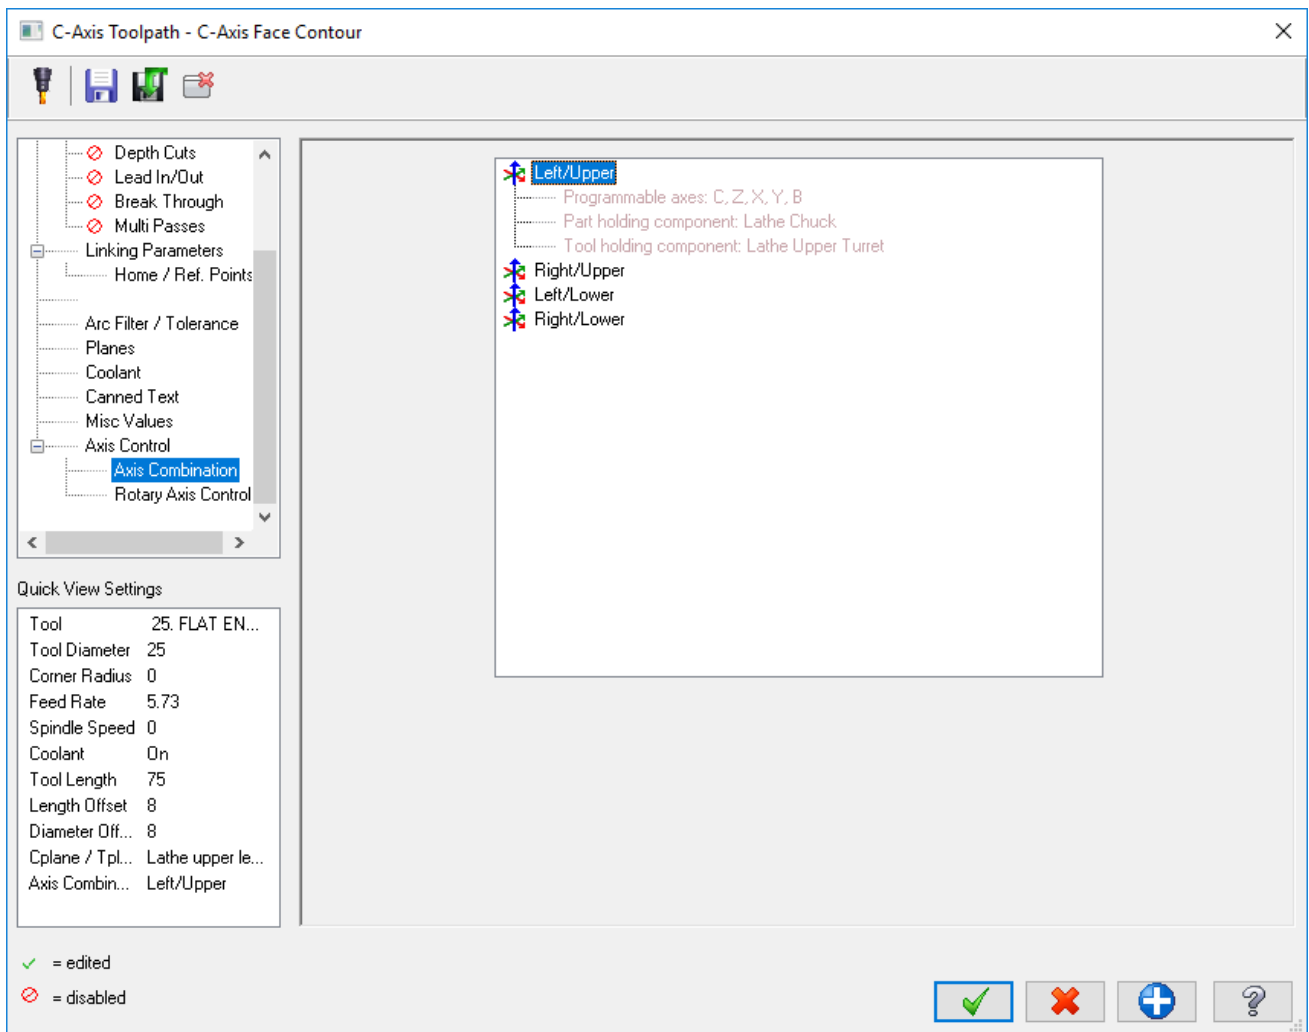 C-Axis Toolpath - C-Axis Face Contour
Depth Cuts
Lead In/Out
Break Through
Multi Passes
Linking Parameters
Home / Ref. Points
Arc Filter / Tolerance
Planes
Coolant
Canned Text
Misc Values
Axis Control
Axis Combination
Rotary Axis Control
Left/Upper
Programmable axes: C, Z, X, Y, B
Part holding component: Lathe Chuck
Tool holding component: Lathe Upper Turret
Right/Upper
Left/Lower
Right/Lower
Quick View Settings
Tool 25. FLAT EN...
Tool Diameter 25
Corner Radius 0
Feed Rate 5.73
Spindle Speed 0
Coolant On
Tool Length 75
Length Offset 8
Diameter Off... 8
Cplane / Tpl... Lathe upper le...
Axis Combin... Left/Upper
= edited
= disabled